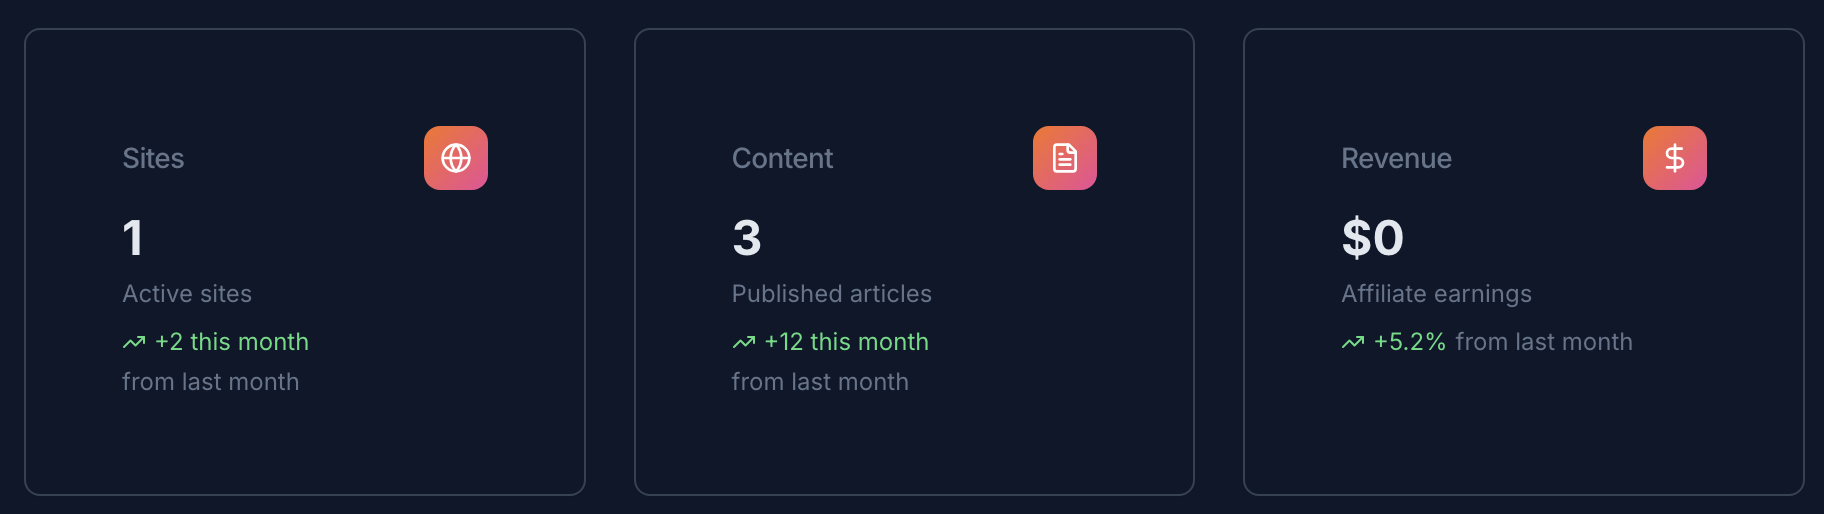 Sites
1
Active sites
+2 this month
from last month
Content
3
Published articles
+12 this month
from last month
Revenue
$0
Affiliate earnings
+5.2% from last month